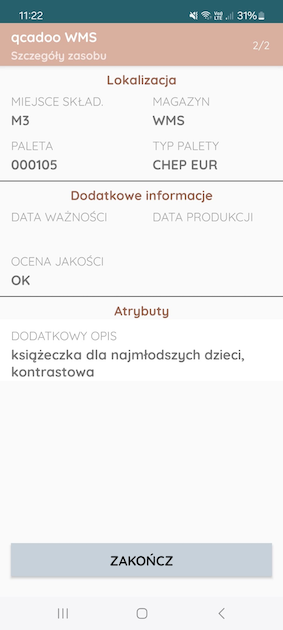 11:22
31%
qcadoo WMS
Szczegóły zasobu
2/2
Lokalizacja
MIEJSCE SKŁAD.
MAGAZYN
M3
WMS
PALETA
TYP PALETY
000105
CHEP EUR
Dodatkowe informacje
DATA WAŻNOŚCI
DATA PRODUKCJI
OCENA JAKOŚCI
OK
Atrybuty
DODATKOWY OPIS
książeczka dla najmłodszych dzieci,
kontrastowa
ZAKOŃCZ